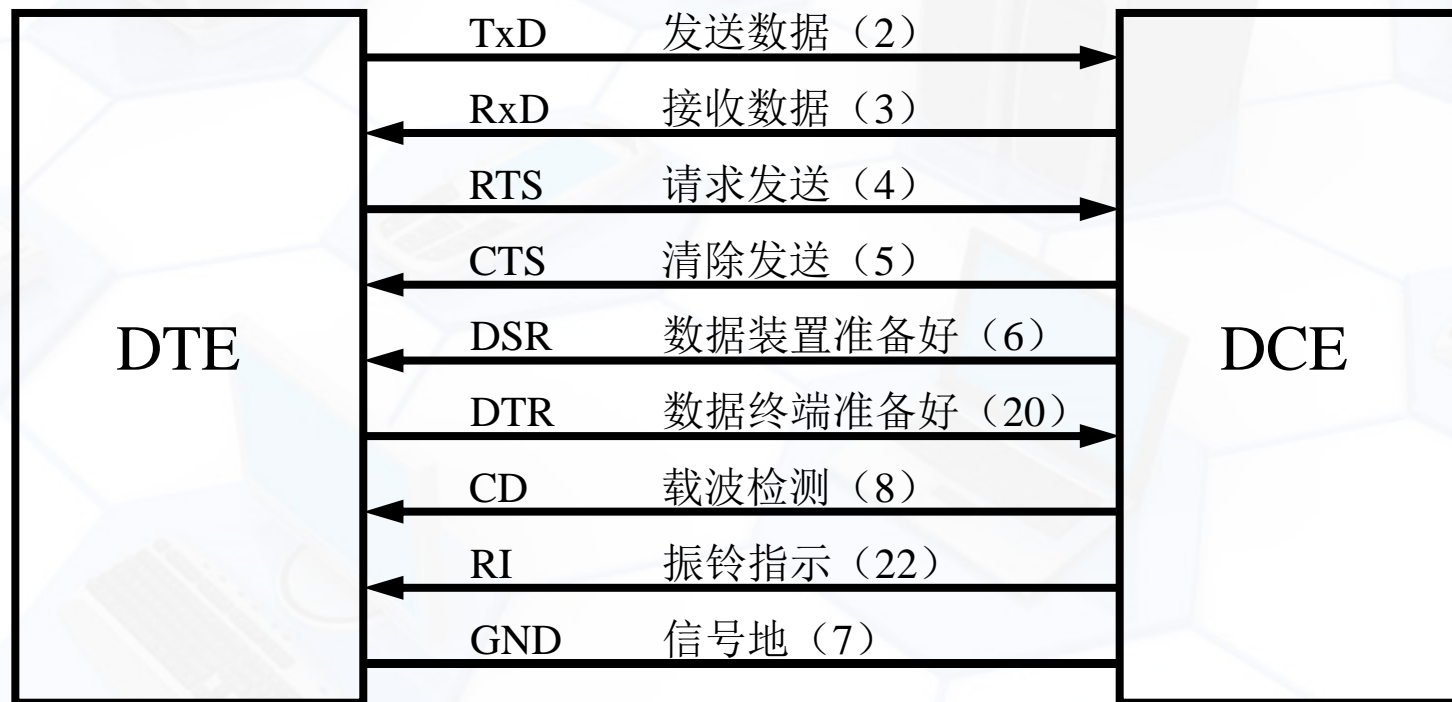 TxD 发送数据（2）
RxD 接收数据（3）
RTS 请求发送（4）
CTS 清除发送（5）
DTE DSR 数据装置准备好（6） DCE
DTR 数据终端准备好（20）
CD 载波检测（8）
RI 振铃指示（22）
GND 信号地（7）